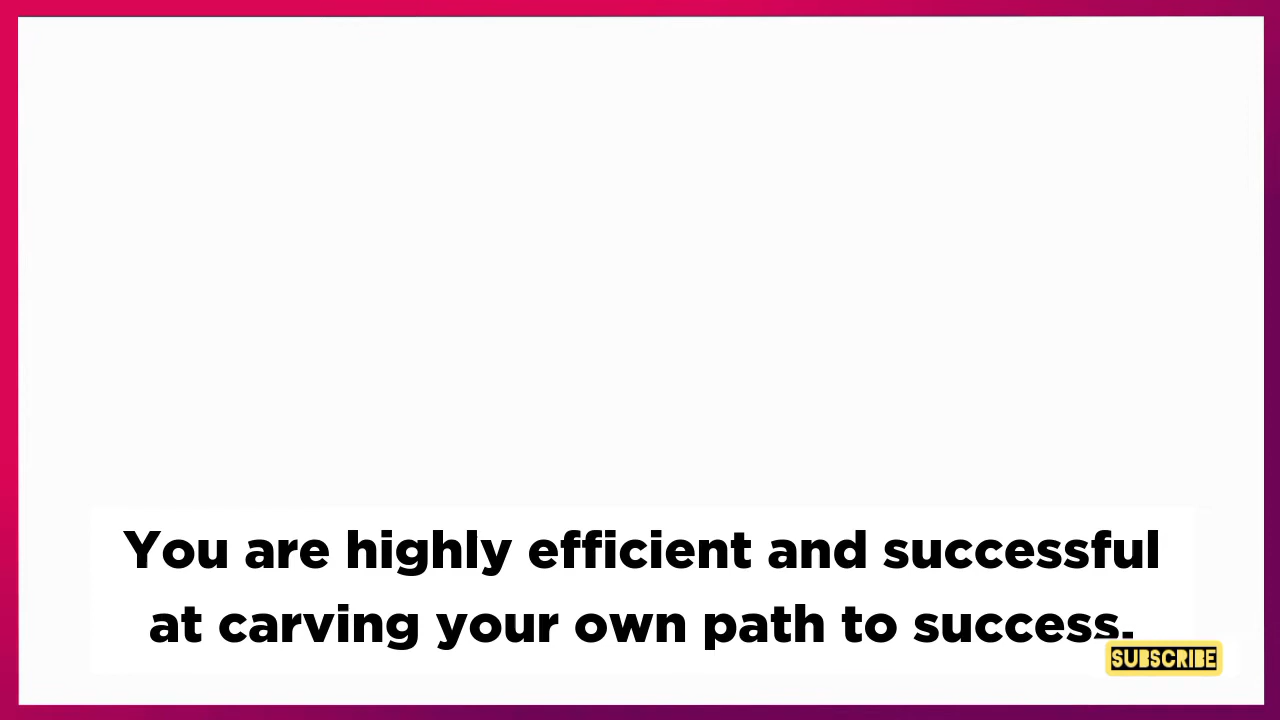 You are highly efficient and successful
at carving your own path to success.
SUBSCRIBE